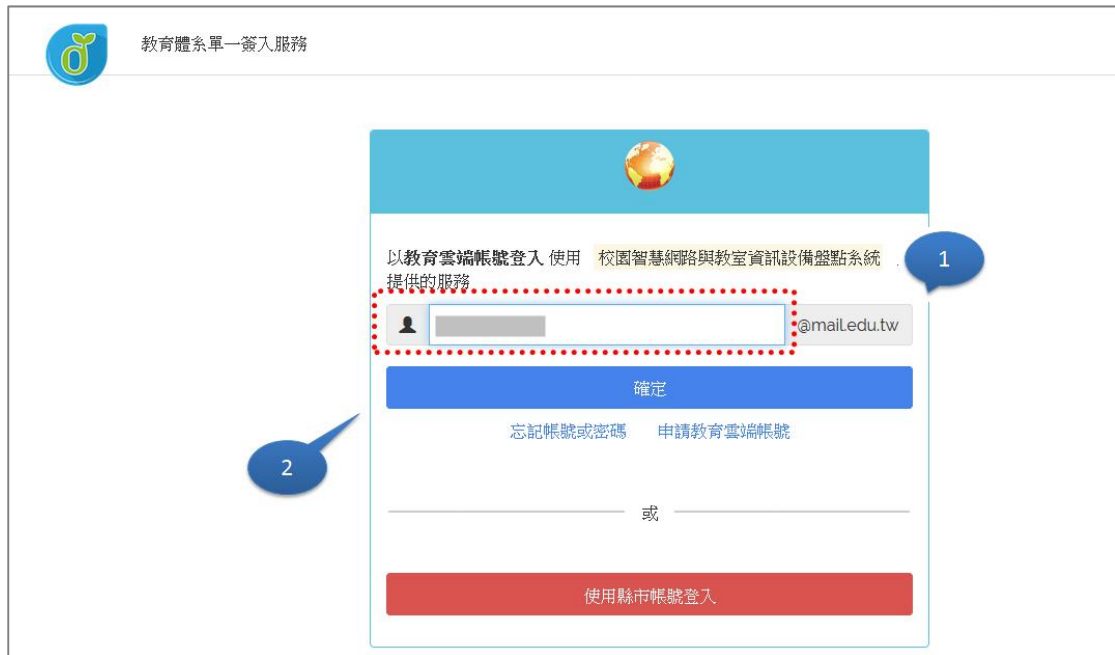 教育體系單一簽入服務
以教育雲端帳號登入 使用 校園智慧網路與教室資訊設備盤點系統 .
提供的服務
1
@mail.edu.tw
確定
忘記帳號或密碼 申請教育雲端帳號
2
或
使用縣市帳號登入